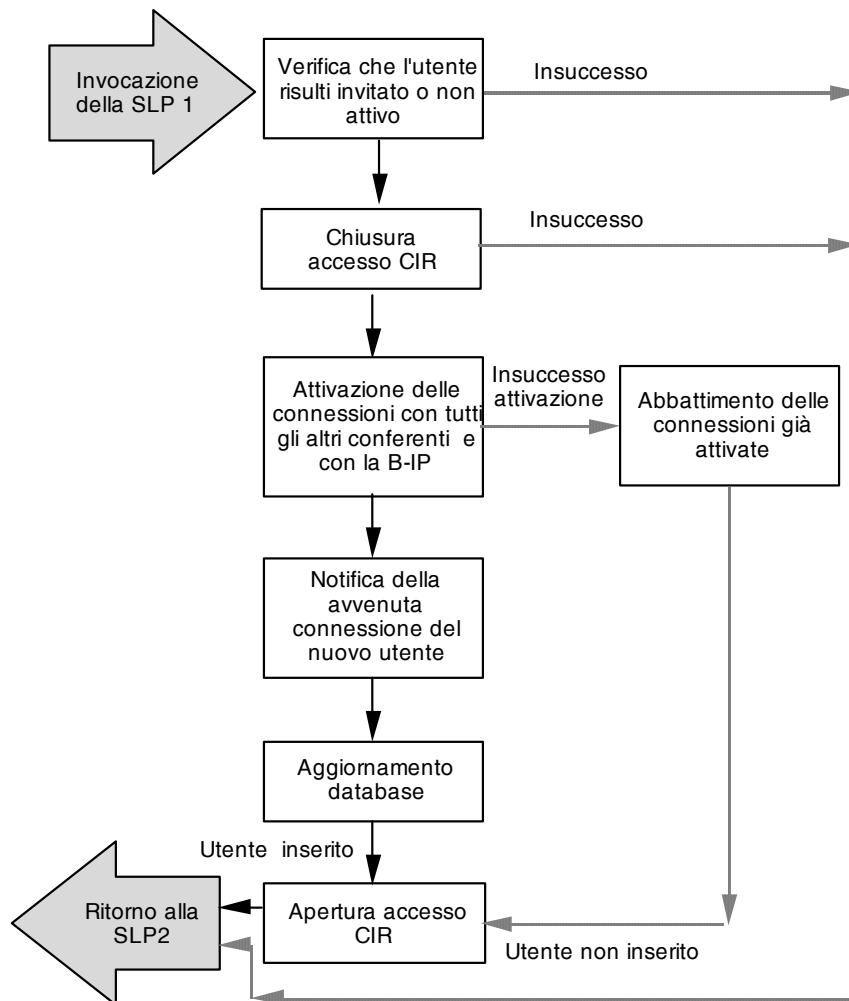 Invocazione
della SLP 1
Verifica che l'utente
risulti invitato o non
attivo
Insuccesso
Chiusura
accesso CIR
Insuccesso
Attivazione delle
connessioni con tutti
gli altri conferenti e
con la B-IP
Insuccesso
attivazione
Abbattimento delle
connessioni già
attivate
Notifica della
avvenuta
connessione del
nuovo utente
Aggiornamento
database
Utente inserito
Ritorno alla
SLP2
Apertura accesso
CIR
Utente non inserito